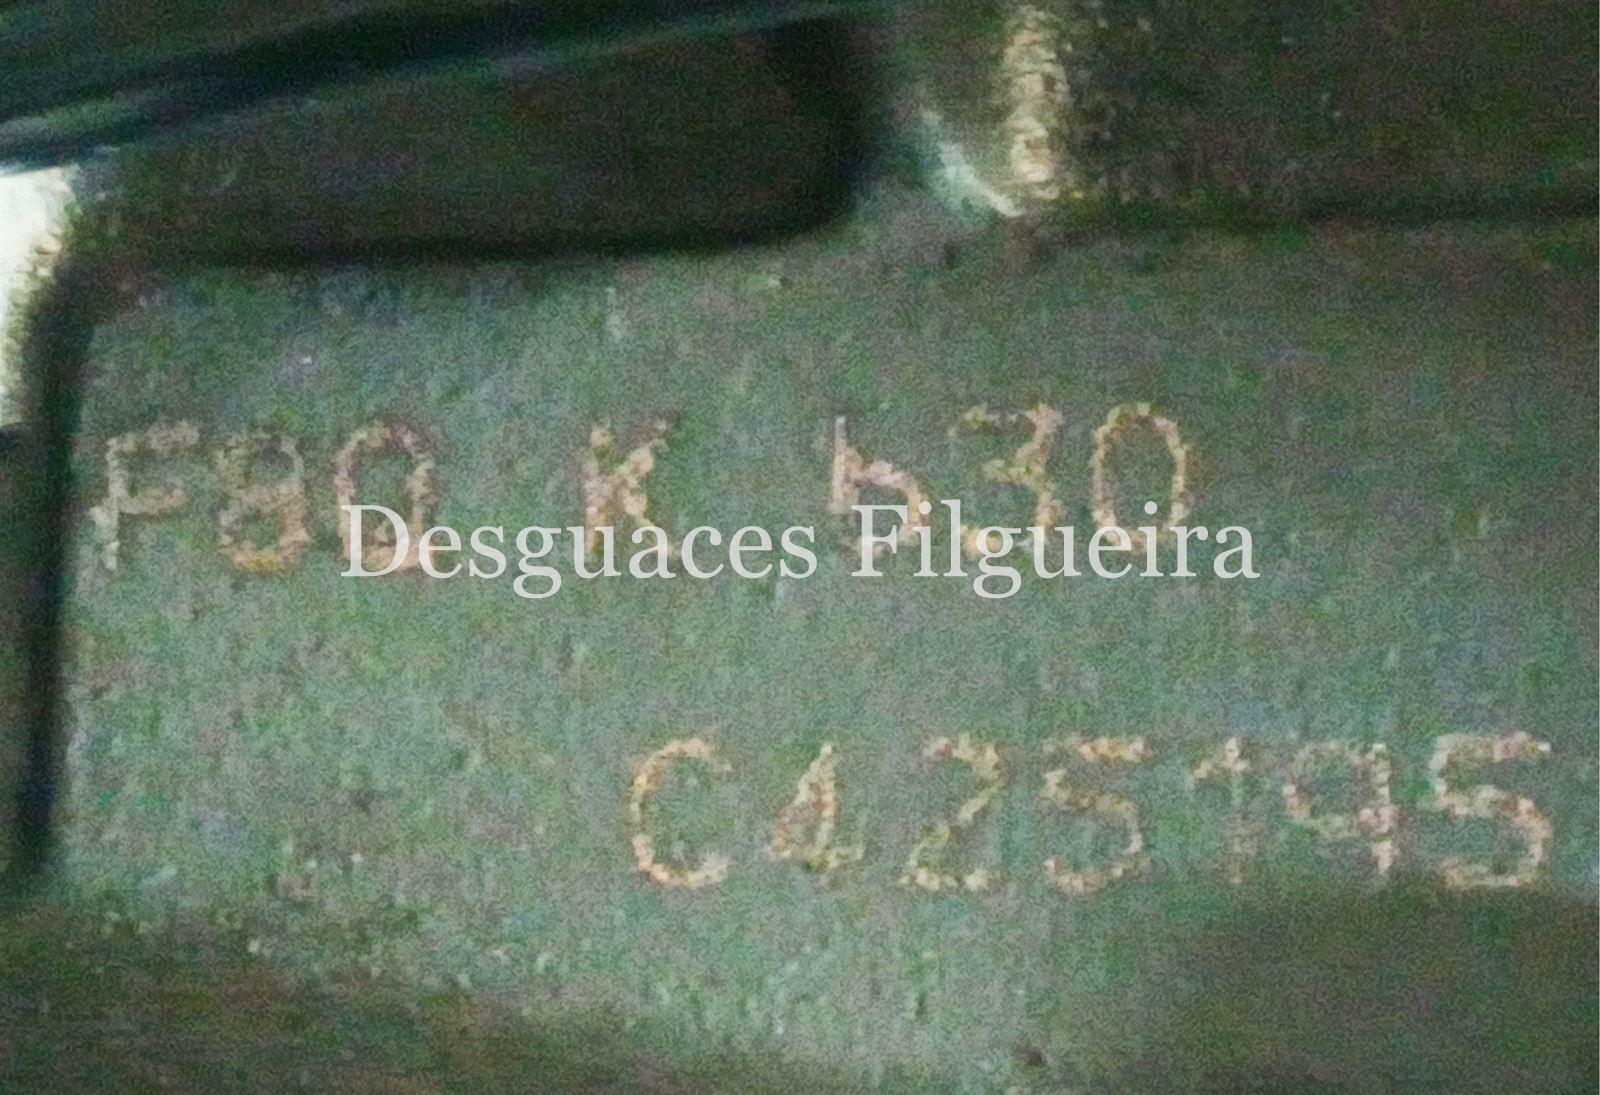 F8Q K 630
Desguaces Filgueira
C425195